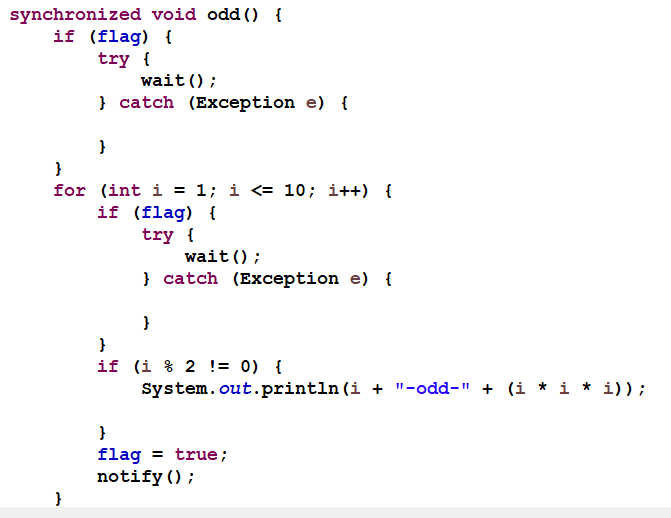 synchronized void odd() {
    if (flag) {
        try {
            wait();
        } catch (Exception e) {

        }
    }
    for (int i = 1; i <= 10; i++) {
        if (flag) {
            try {
                wait();
            } catch (Exception e) {

            }
        }
        if (i % 2 != 0) {
            System.out.println(i + "-odd-" + (i * i * i));

        }
        flag = true;
        notify();
    }